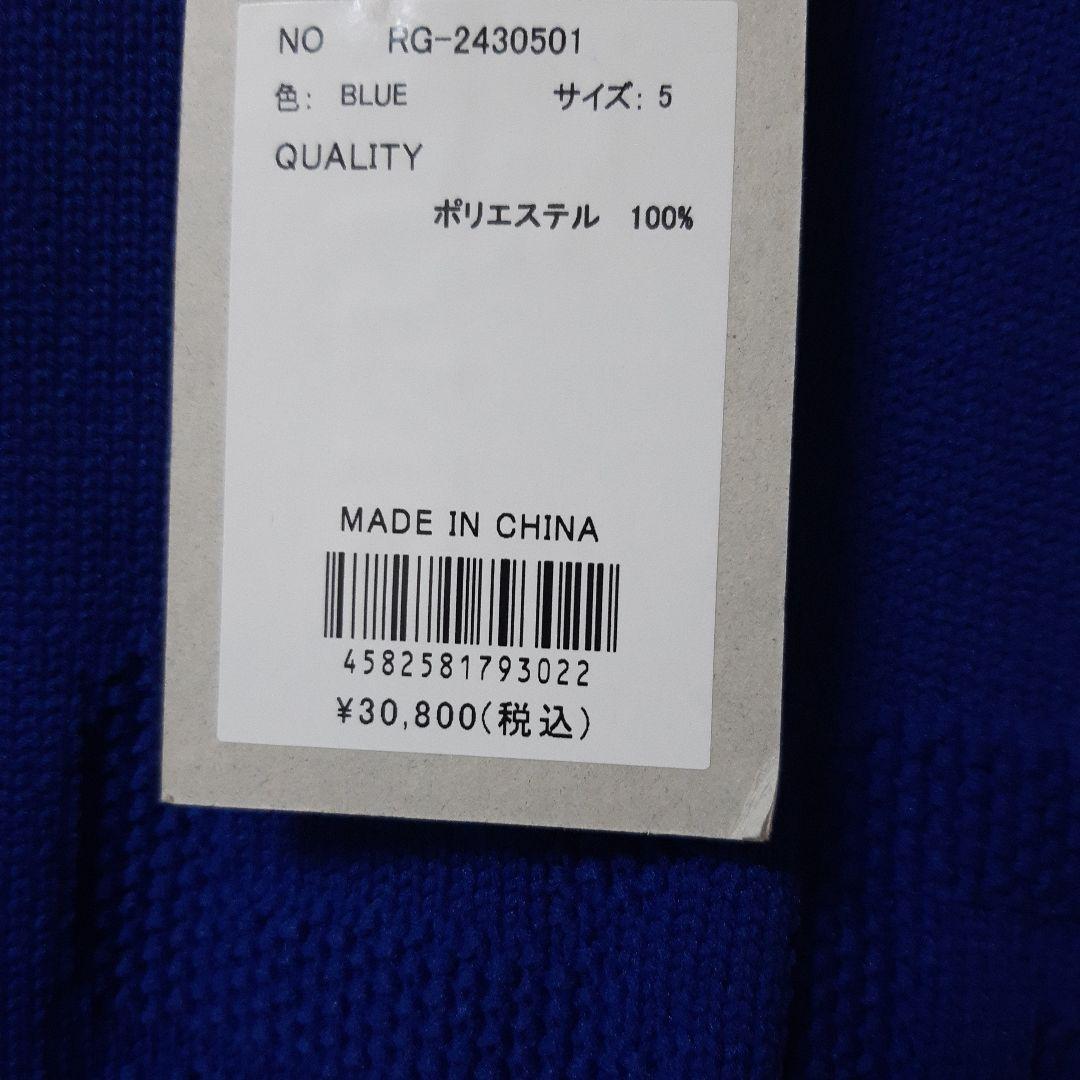 NO RG-2430501
色: BLUE サイズ: 5
QUALITY
ポリエステル 100%
MADE IN CHINA
4582581793022
¥30,800(税込)